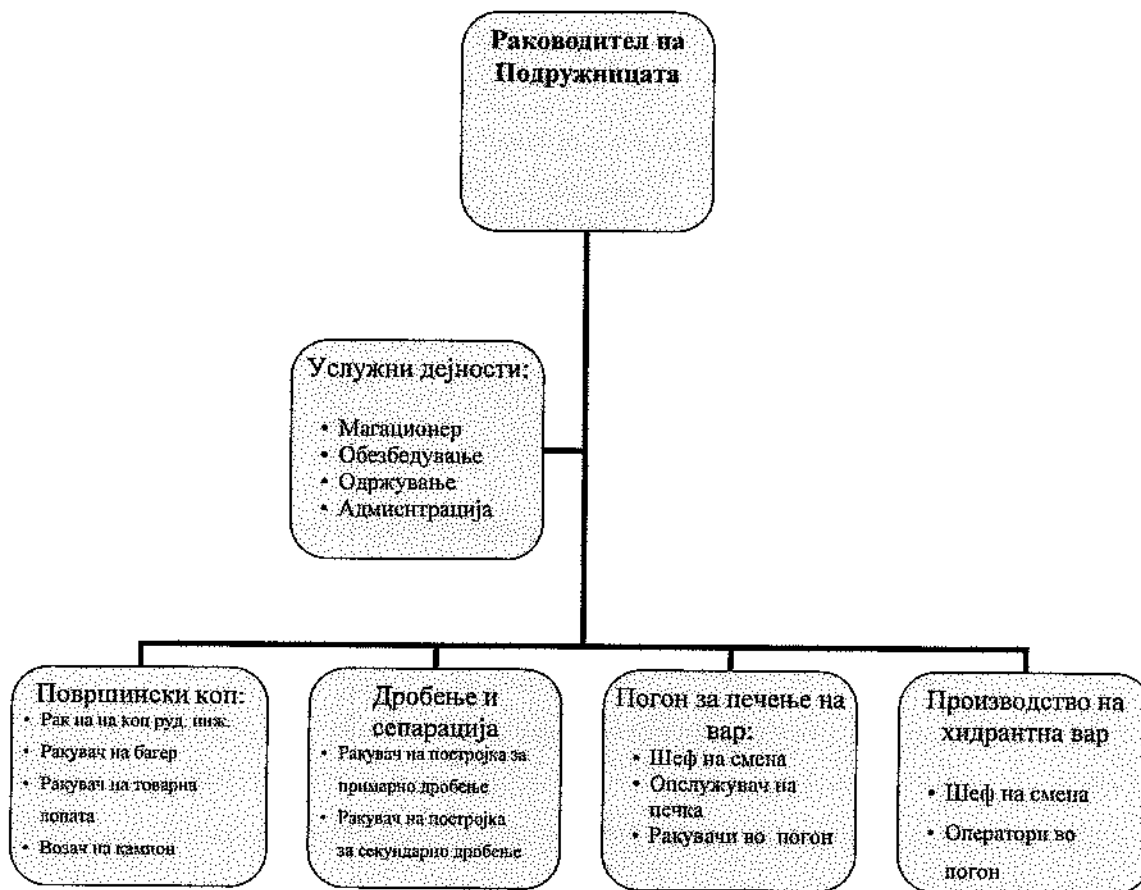 Раководител на
Подружницата
Услужни дејности:
• Магационер
• Обезбедување
• Одржување
• Адмиснтрација
Површински коп:
• Рак на на коп руд. ниж.
• Ракувач на багер
• Ракувач на товарна
лопата
• Возач на камион
Дробење и
сепарација
• Ракувач на постројка за
примарно дробење
• Ракувач на постројка
за секундарно дробење
Погон за печење на
вар:
• Шеф на смена
• Опслужувач на
печка
• Ракувачи во погон
Производство на
хидрантна вар
• Шеф на смена
• Оператори во
погон